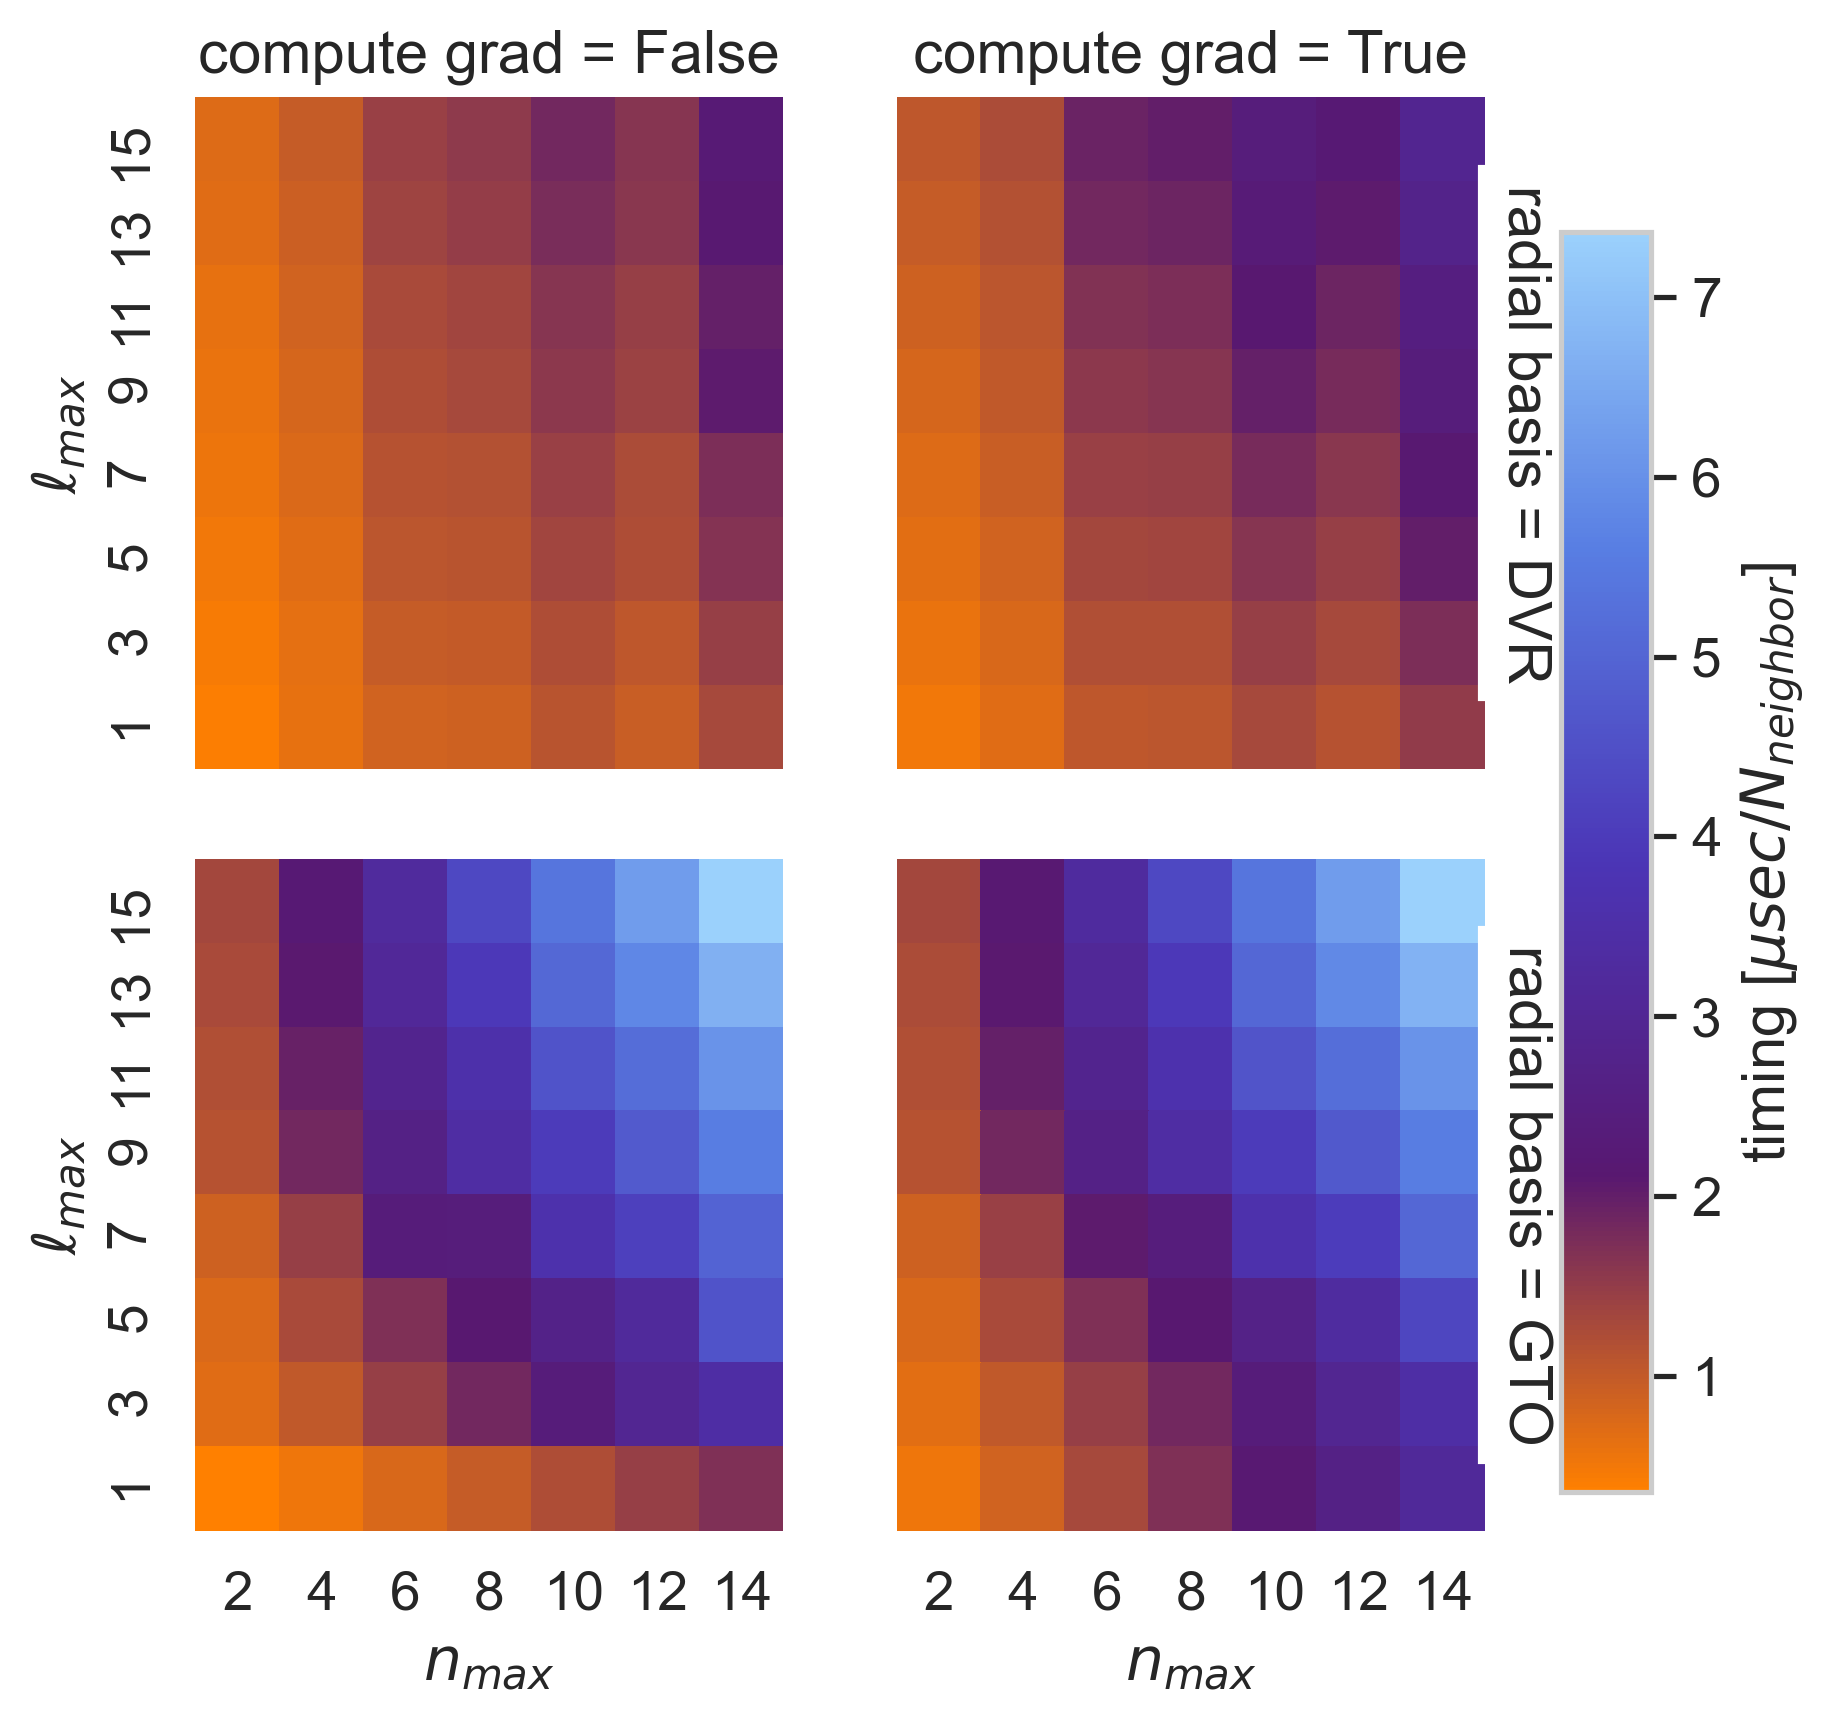 compute grad = False
compute grad = True
15
13
11
9
7
5
3
1
ℓmax
radial basis = DVR
15
13
11
9
7
5
3
1
ℓmax
radial basis = GTO
2 4 6 8 10 12 14
nmax
2 4 6 8 10 12 14
nmax
7
6
5
4
3
2
1
timing [μsec/Nneighbor]